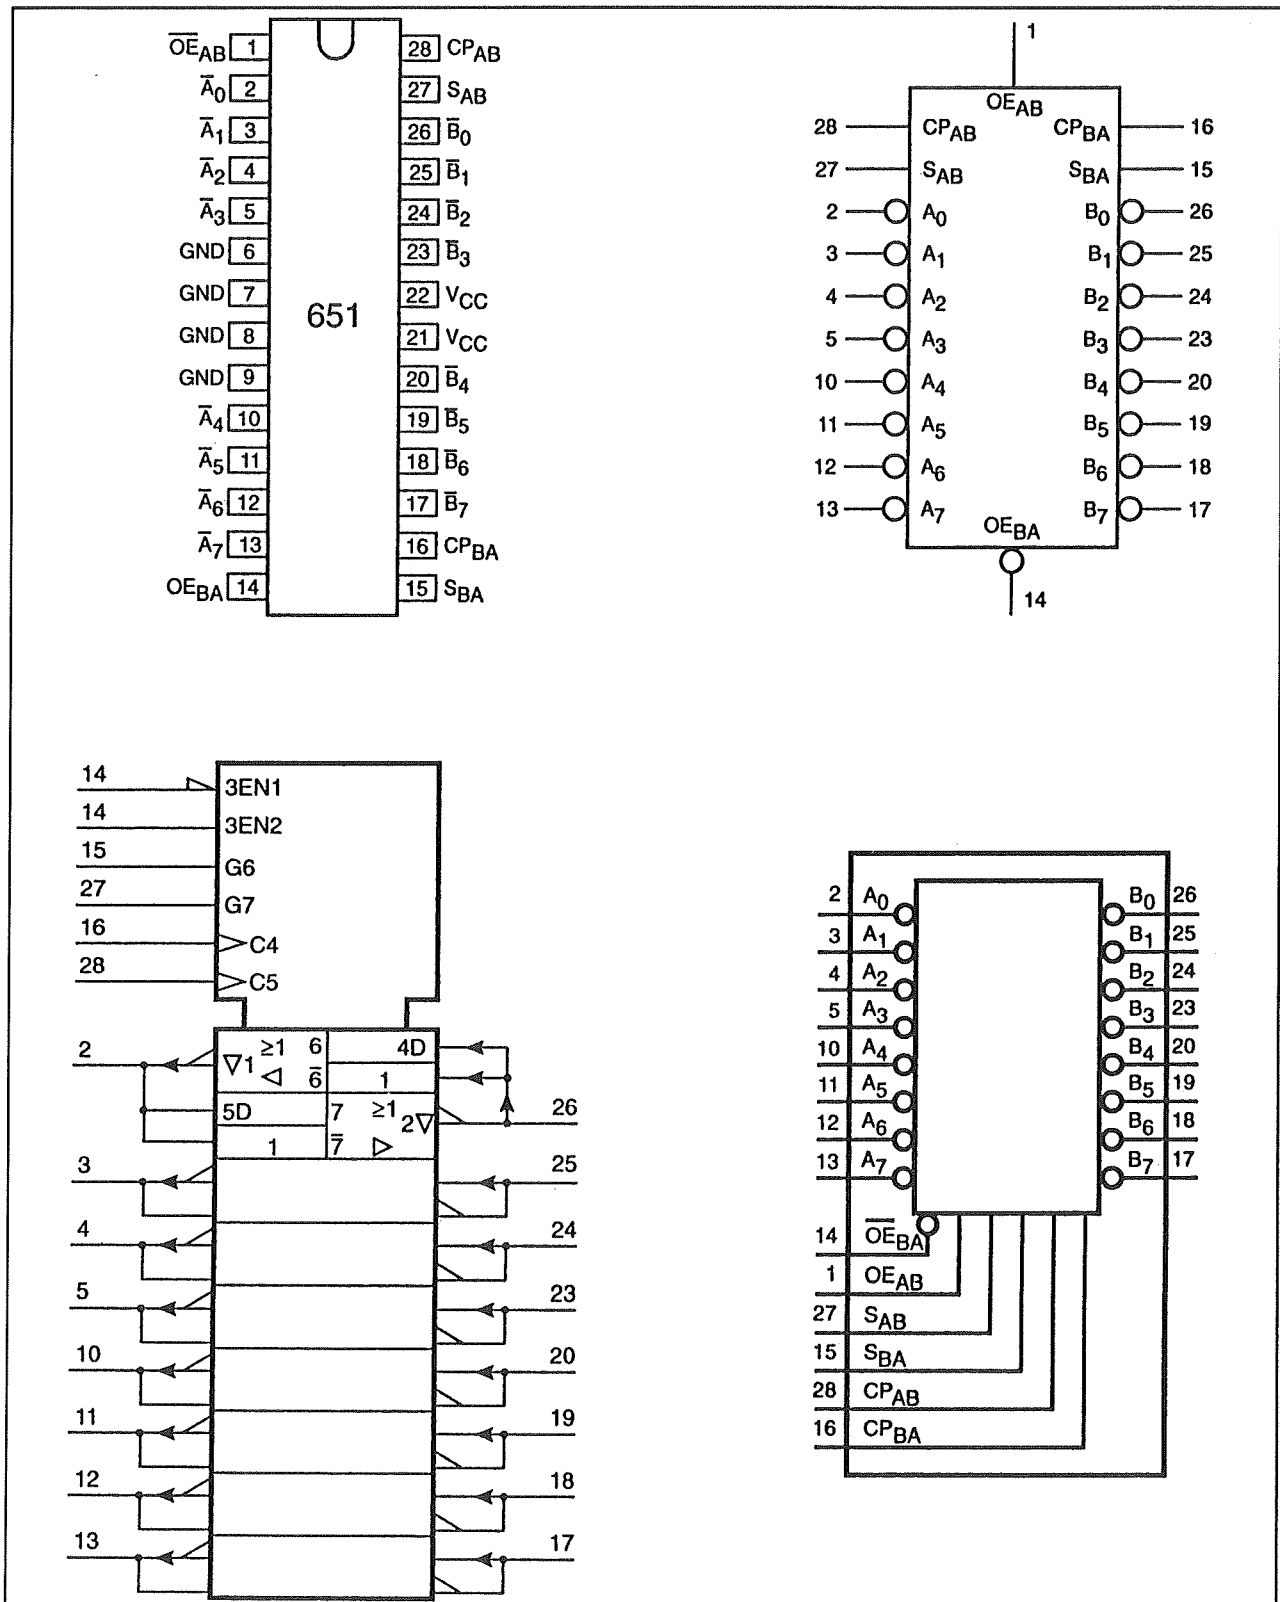 O̅E̅AB 1 28 CPAB
A̅0 2 27 SAB
A̅1 3 26 B̅0
A̅2 4 25 B̅1
A̅3 5 24 B̅2
GND 6 23 B̅3
GND 7 22 VCC
GND 8 21 VCC
GND 9 20 B̅4
A̅4 10 19 B̅5
A̅5 11 18 B̅6
A̅6 12 17 B̅7
A̅7 13 16 CPBA
OEBA 14 15 SBA
651
1
OEAB
28 CPAB CPBA 16
27 SAB SBA 15
2 A0 B0 26
3 A1 B1 25
4 A2 B2 24
5 A3 B3 23
10 A4 B4 20
11 A5 B5 19
12 A6 B6 18
13 A7 B7 17
OEBA
14
14 3EN1
14 3EN2
15 G6
27 G7
16 C4
28 C5
2 ▽1 ≥1 6 4D
◁ 6̅ 1
5D 7 ≥1 2▽ 26
1 7̅ ▷
3 25
4 24
5 23
10 20
11 19
12 18
13 17
2 A0 B0 26
3 A1 B1 25
4 A2 B2 24
5 A3 B3 23
10 A4 B4 20
11 A5 B5 19
12 A6 B6 18
13 A7 B7 17
14 O̅E̅BA
1 OEAB
27 SAB
15 SBA
28 CPAB
16 CPBA